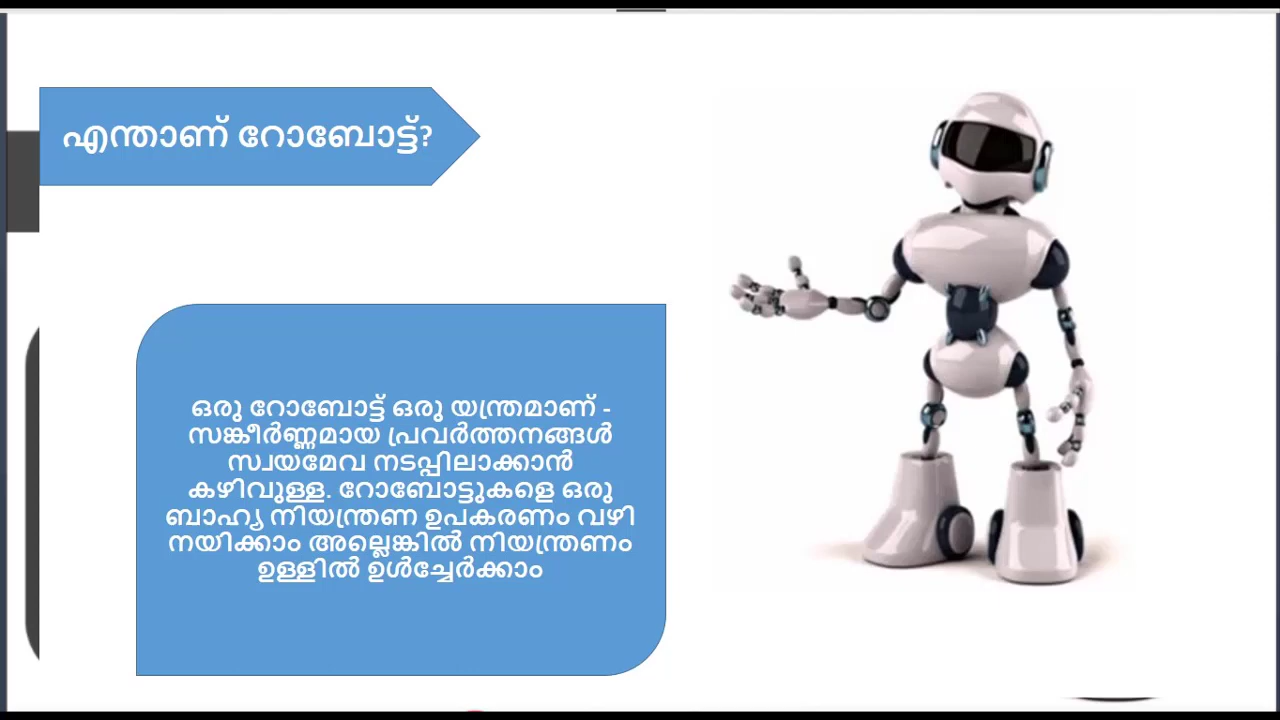 എന്താണ് റോബോട്ട്?
ഒരു റോബോട്ട് ഒരു യന്ത്രമാണ് -
സങ്കീർണ്ണമായ പ്രവർത്തനങ്ങൾ
സ്വയമേവ നടപ്പിലാക്കാൻ
കഴിവുള്ള. റോബോട്ടുകളെ ഒരു
ബാഹ്യ നിയന്ത്രണ ഉപകരണം വഴി
നയിക്കാം അല്ലെങ്കിൽ നിയന്ത്രണം
ഉള്ളിൽ ഉൾച്ചേർക്കാം